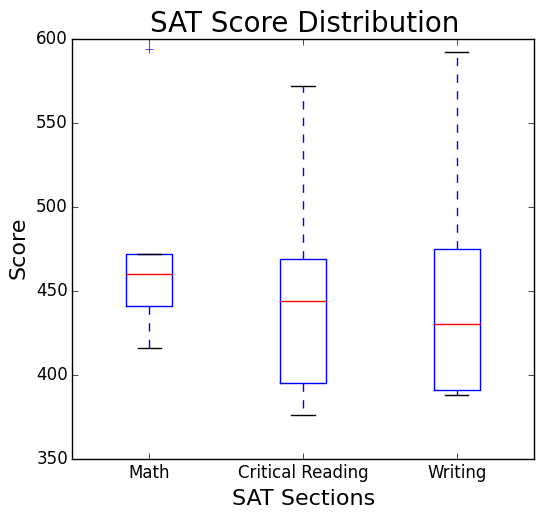 SAT Score Distribution
600
550
500
450
400
350
Score
Math Critical Reading Writing
SAT Sections